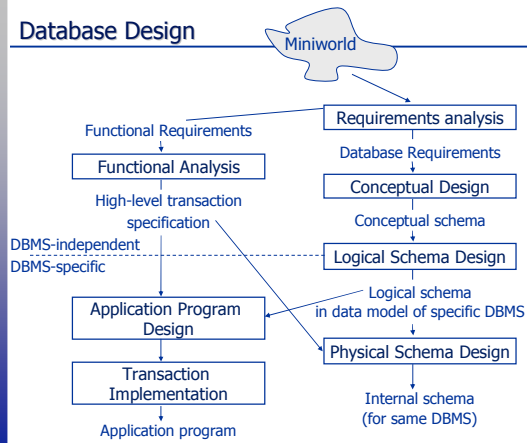 Database Design
Miniworld
Requirements analysis
Functional Requirements
Database Requirements
Functional Analysis
Conceptual Design
High-level transaction
specification
Conceptual schema
DBMS-independent
DBMS-specific
Logical Schema Design
Logical schema
in data model of specific DBMS
Application Program
Design
Physical Schema Design
Transaction
Implementation
Internal schema
(for same DBMS)
Application program